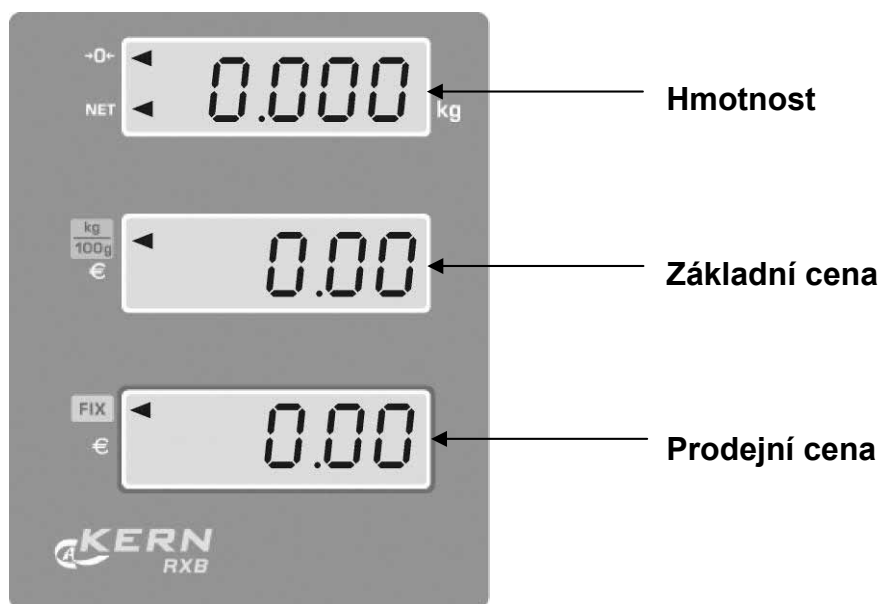 →0←
0.000
NET
kg
Hmotnost
kg
100g
€
0.00
Základní cena
FIX
€
0.00
Prodejní cena
KERN
RXB